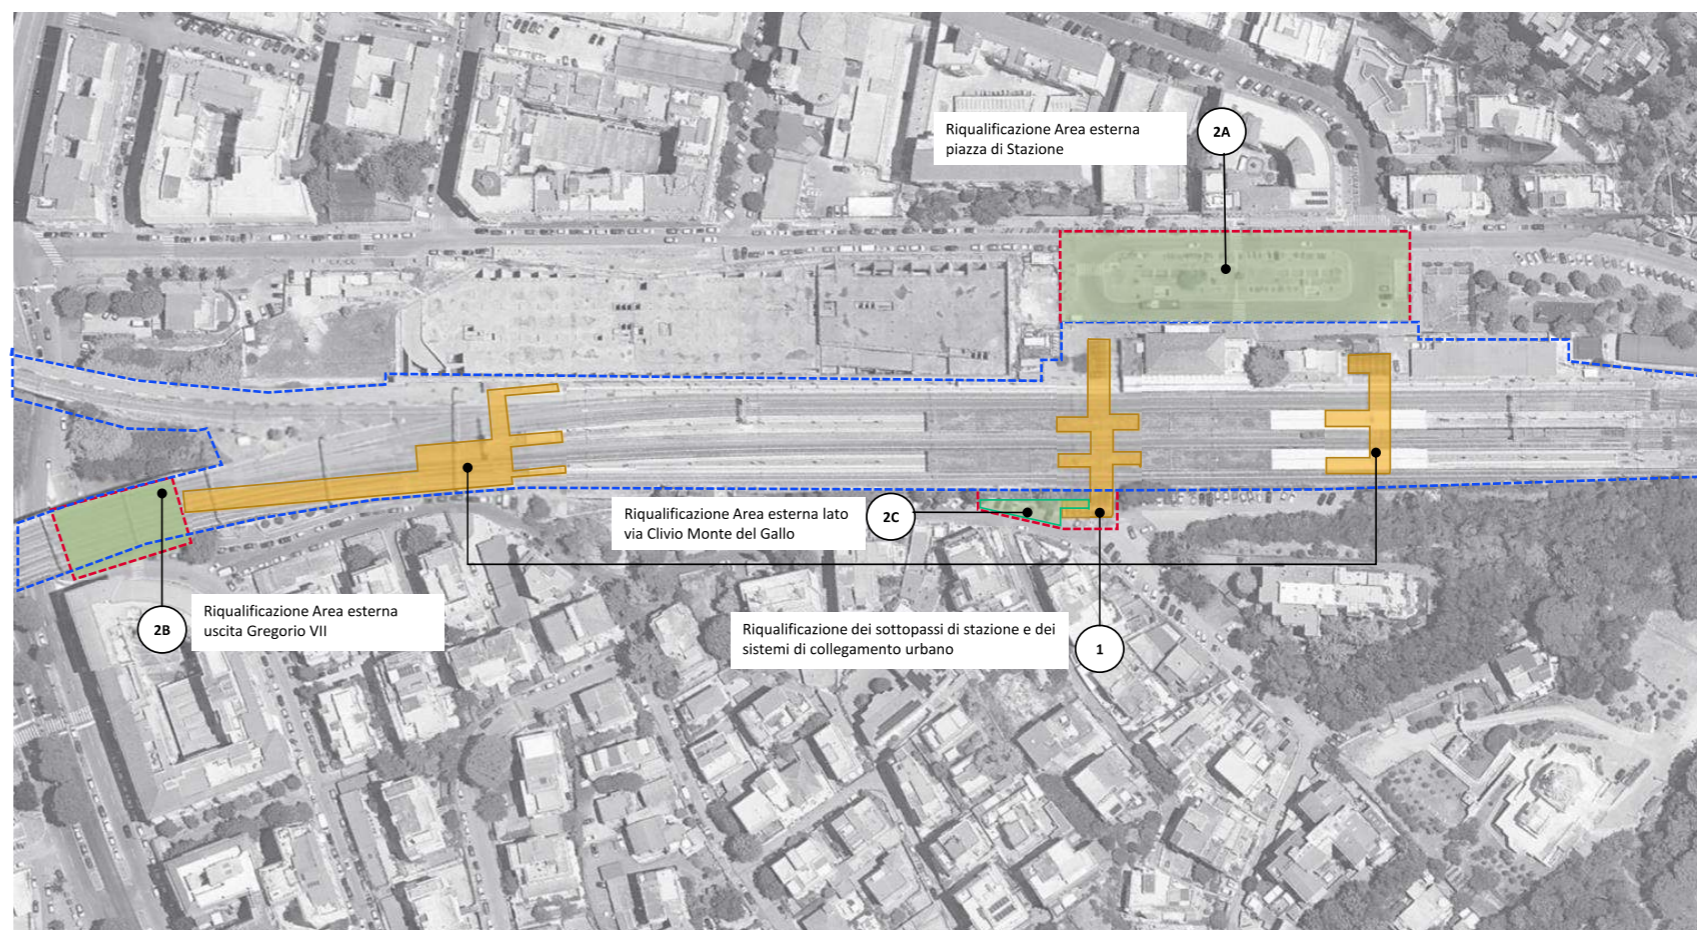 Riqualificazione Area esterna
piazza di Stazione
2A
Riqualificazione Area esterna lato
via Clivio Monte del Gallo
2C
Riqualificazione Area esterna
uscita Gregorio VII
2B
Riqualificazione dei sottopassi di stazione e dei
sistemi di collegamento urbano
1